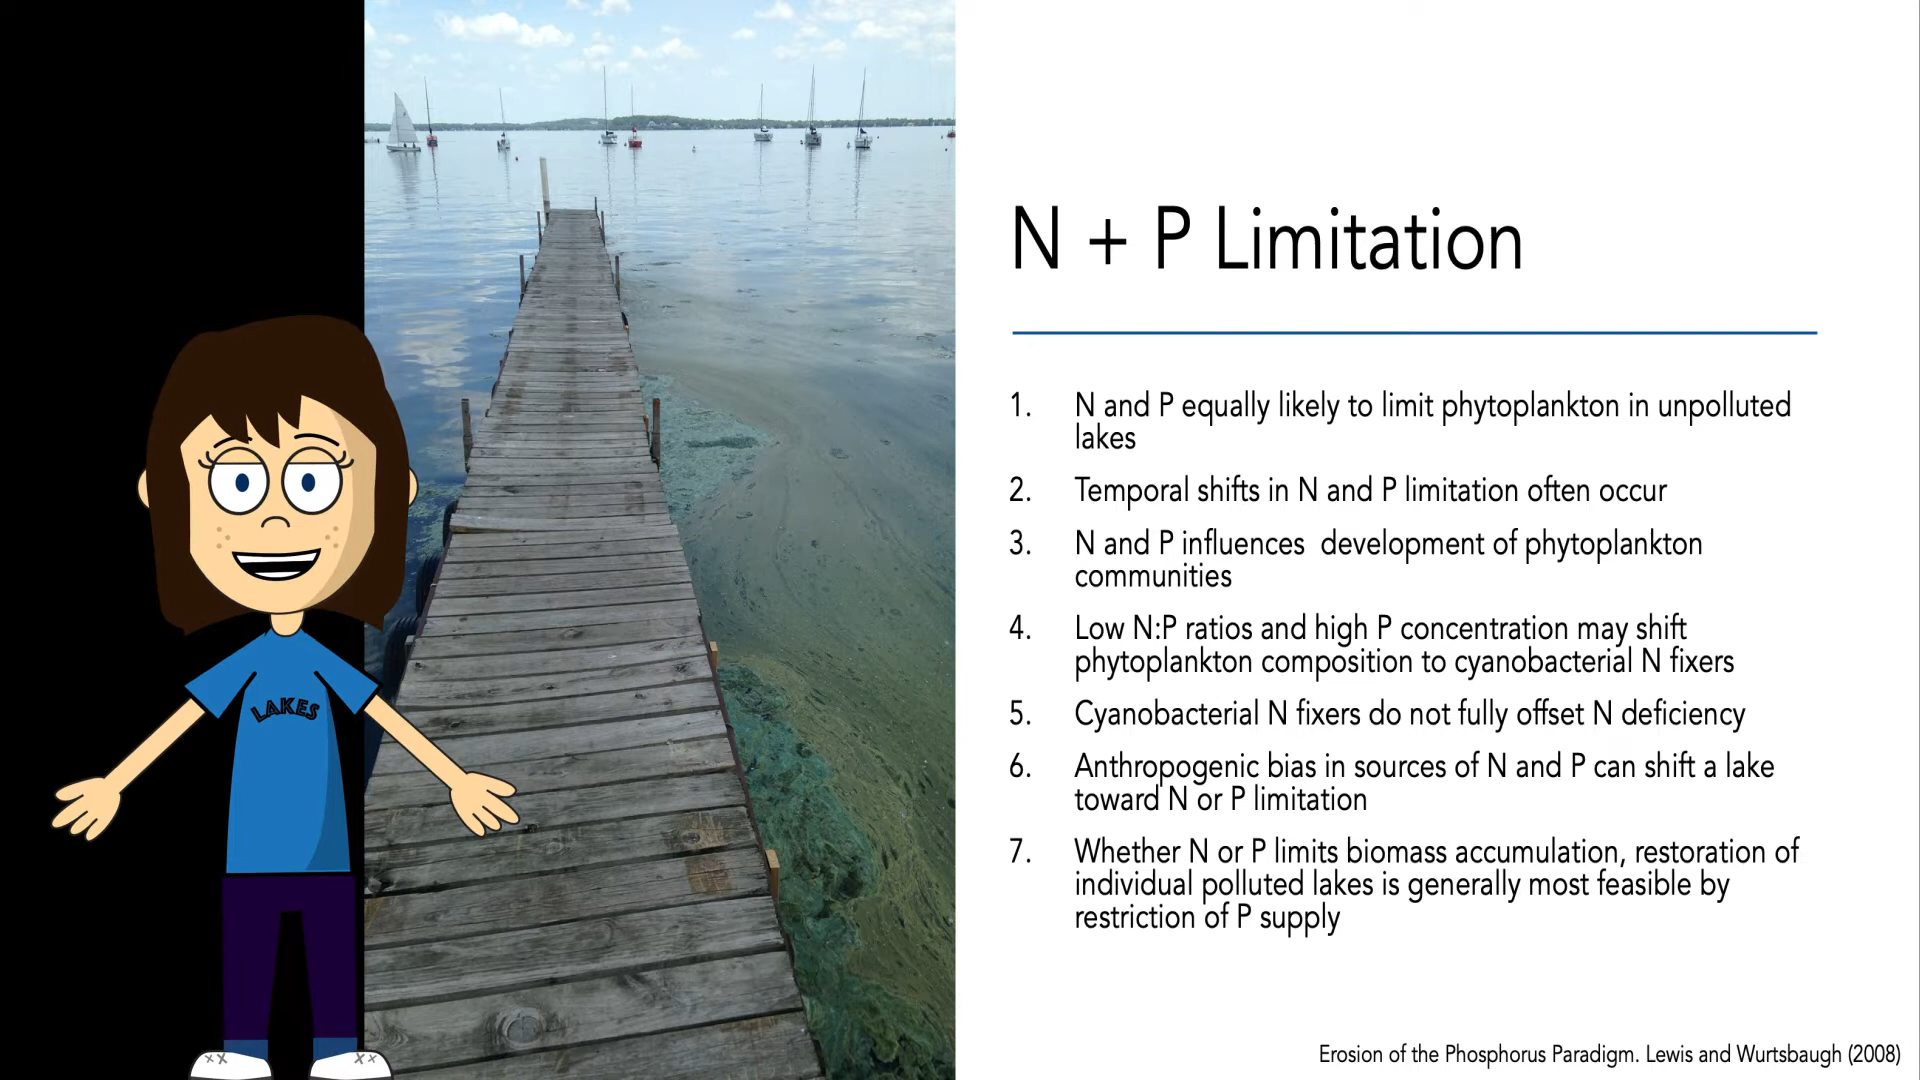 N + P Limitation
1. N and P equally likely to limit phytoplankton in unpolluted
lakes
2. Temporal shifts in N and P limitation often occur
3. N and P influences  development of phytoplankton
communities
4. Low N:P ratios and high P concentration may shift
phytoplankton composition to cyanobacterial N fixers
5. Cyanobacterial N fixers do not fully offset N deficiency
6. Anthropogenic bias in sources of N and P can shift a lake
toward N or P limitation
7. Whether N or P limits biomass accumulation, restoration of
individual polluted lakes is generally most feasible by
restriction of P supply
LAKES
Erosion of the Phosphorus Paradigm. Lewis and Wurtsbaugh (2008)